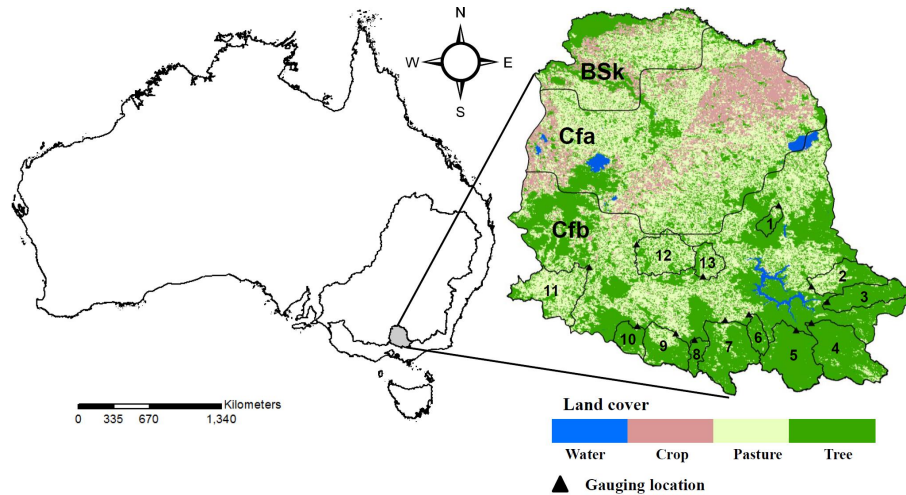 N
W E
S
BSk
Cfa
Cfb
1
12
13
2
3
11
10
9
8
7
6
5
4
Kilometers
0 335 670 1,340
Land cover
Water Crop Pasture Tree
Gauging location